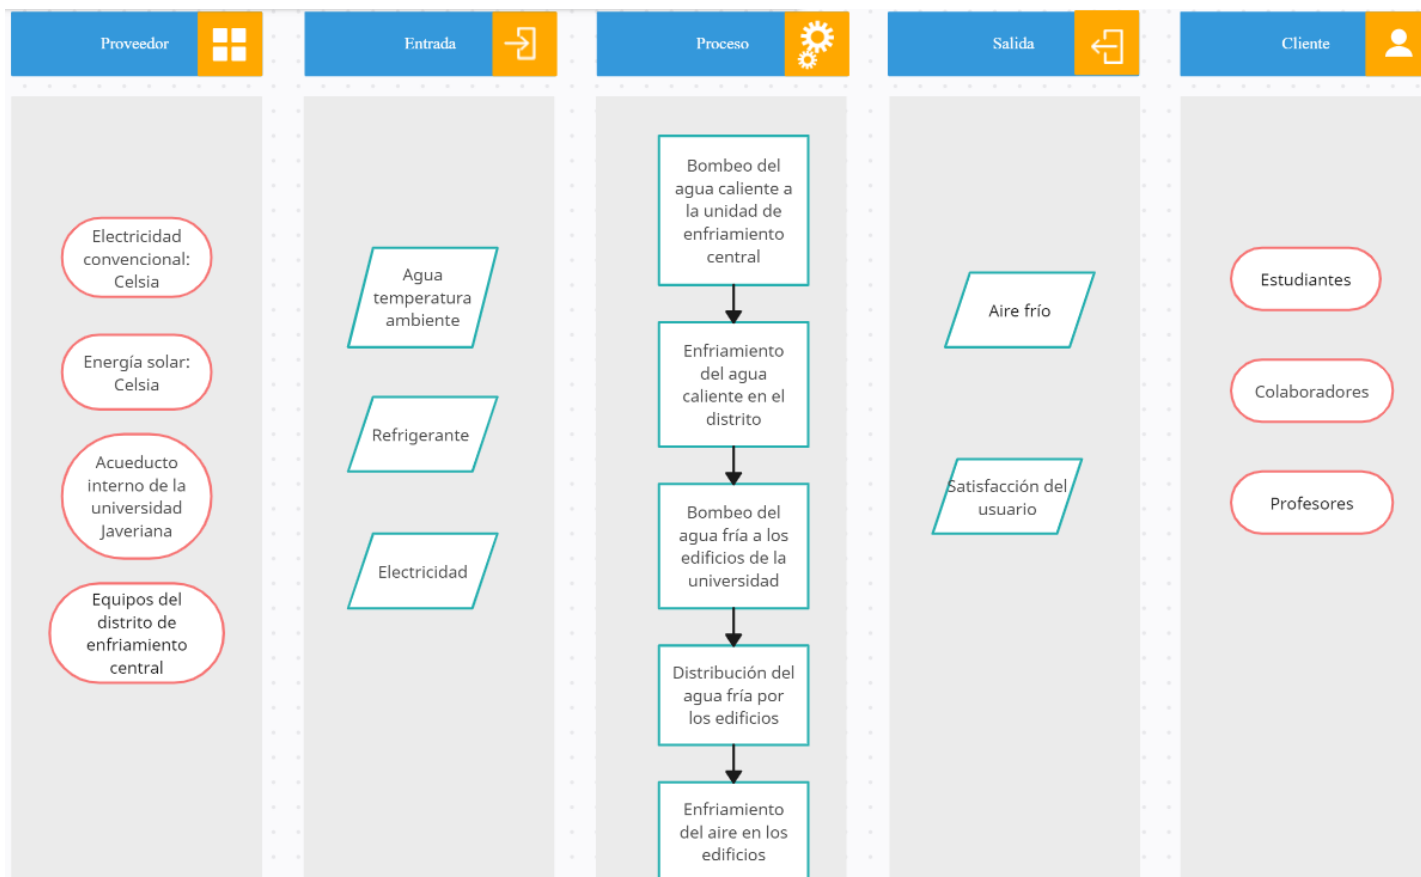 Proveedor
Entrada
Proceso
Salida
Cliente
Electricidad
convencional:
Celsia
Energía solar:
Celsia
Acueducto
interno de la
universidad
Javeriana
Equipos del
distrito de
enfriamiento
central
Agua
temperatura
ambiente
Refrigerante
Electricidad
Bombeo del
agua caliente a
la unidad de
enfriamiento
central
Enfriamiento
del agua
caliente en el
distrito
Bombeo del
agua fría a los
edificios de la
universidad
Distribución del
agua fría por
los edificios
Enfriamiento
del aire en los
edificios
Aire frío
Satisfacción del
usuario
Estudiantes
Colaboradores
Profesores